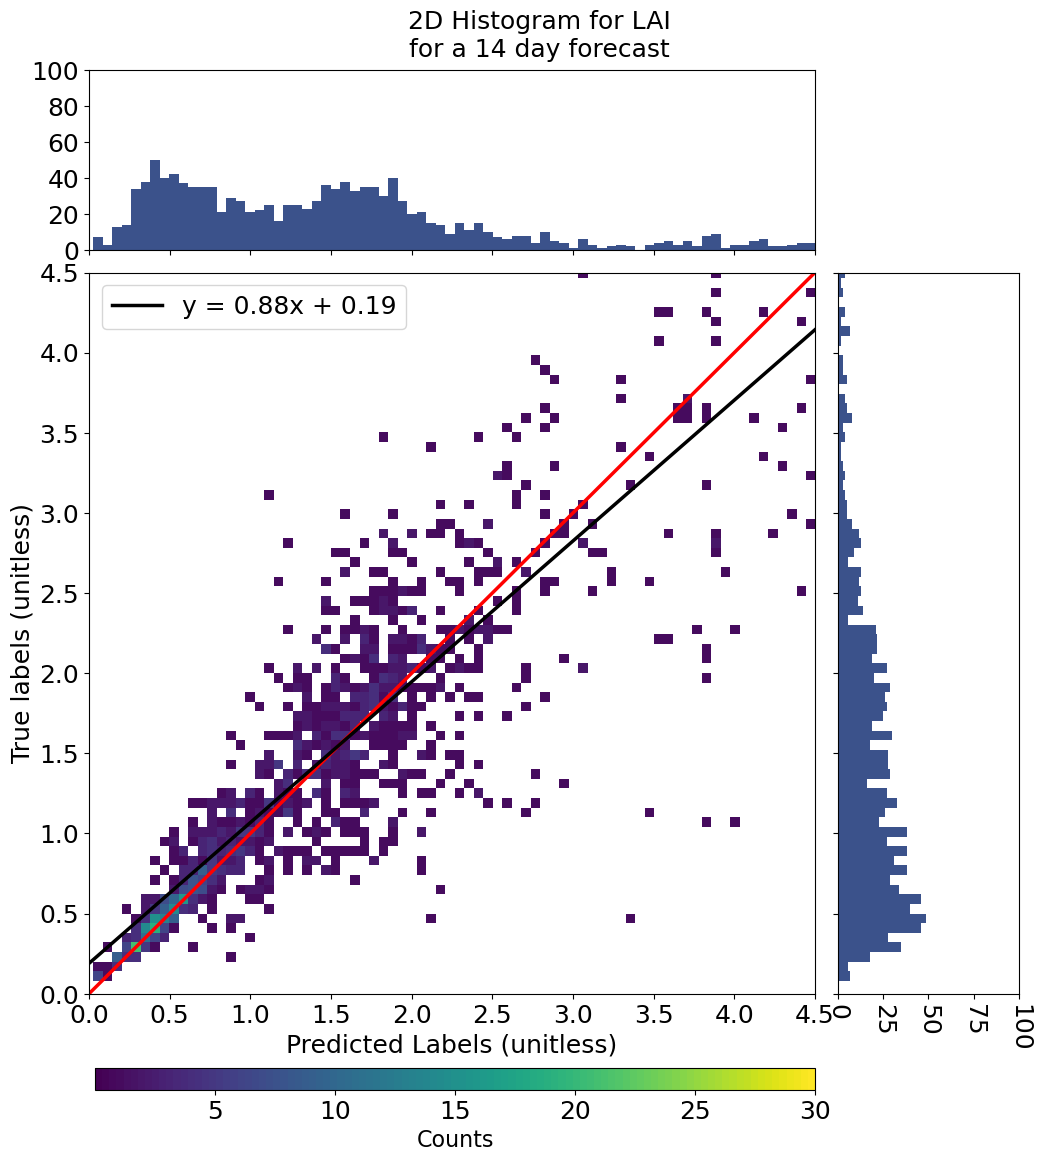 2D Histogram for LAI
for a 14 day forecast
100
80
60
40
20
0
4.5
4.0
3.5
3.0
2.5
2.0
1.5
1.0
0.5
0.0
True labels (unitless)
y = 0.88x + 0.19
0.0 0.5 1.0 1.5 2.0 2.5 3.0 3.5 4.0 4.5
Predicted Labels (unitless)
0 25 50 75 100
5 10 15 20 25 30
Counts